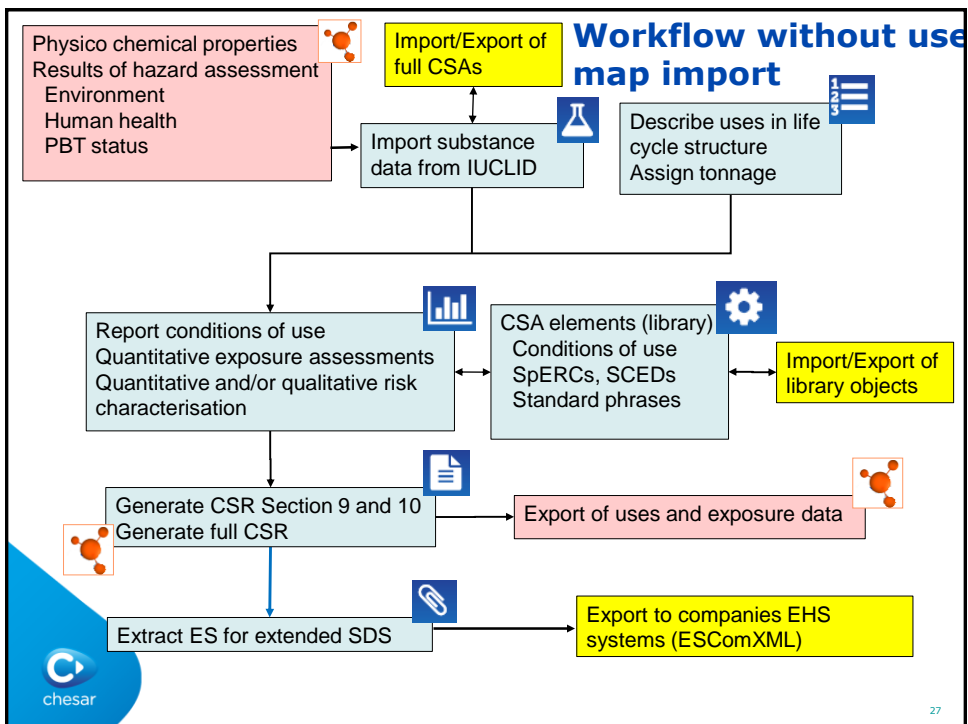 Workflow without use
map import
Physico chemical properties
Results of hazard assessment
Environment
Human health
PBT status
Import/Export of
full CSAs
Import substance
data from IUCLID
1
2
3
Describe uses in life
cycle structure
Assign tonnage
Report conditions of use
Quantitative exposure assessments
Quantitative and/or qualitative risk
characterisation
CSA elements (library)
Conditions of use
SpERCs, SCEDs
Standard phrases
Import/Export of
library objects
Generate CSR Section 9 and 10
Generate full CSR
Export of uses and exposure data
Extract ES for extended SDS
Export to companies EHS
systems (ESComXML)
chesar
27